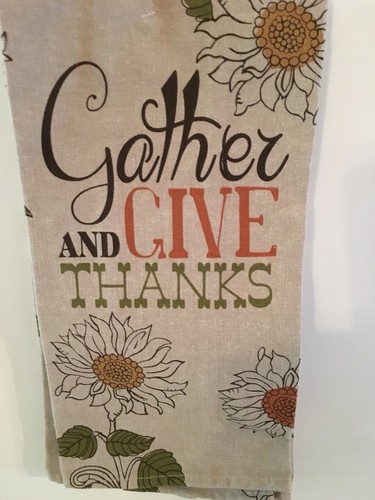 Gather
AND GIVE
THANKS